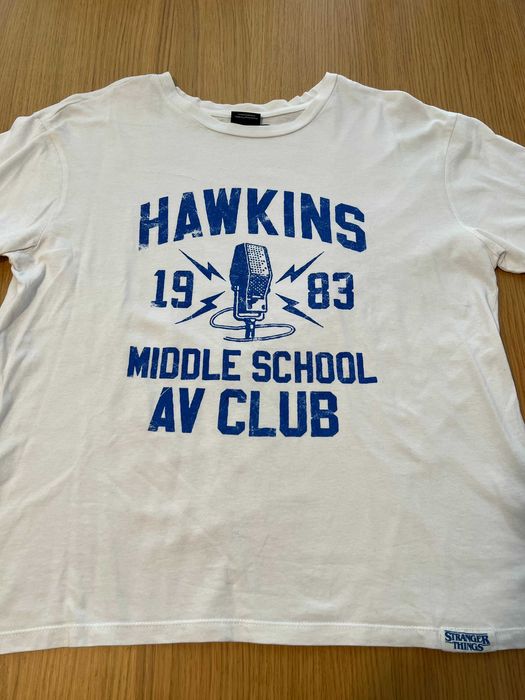 HAWKINS
19 83
MIDDLE SCHOOL
AV CLUB
STRANGER
THINGS